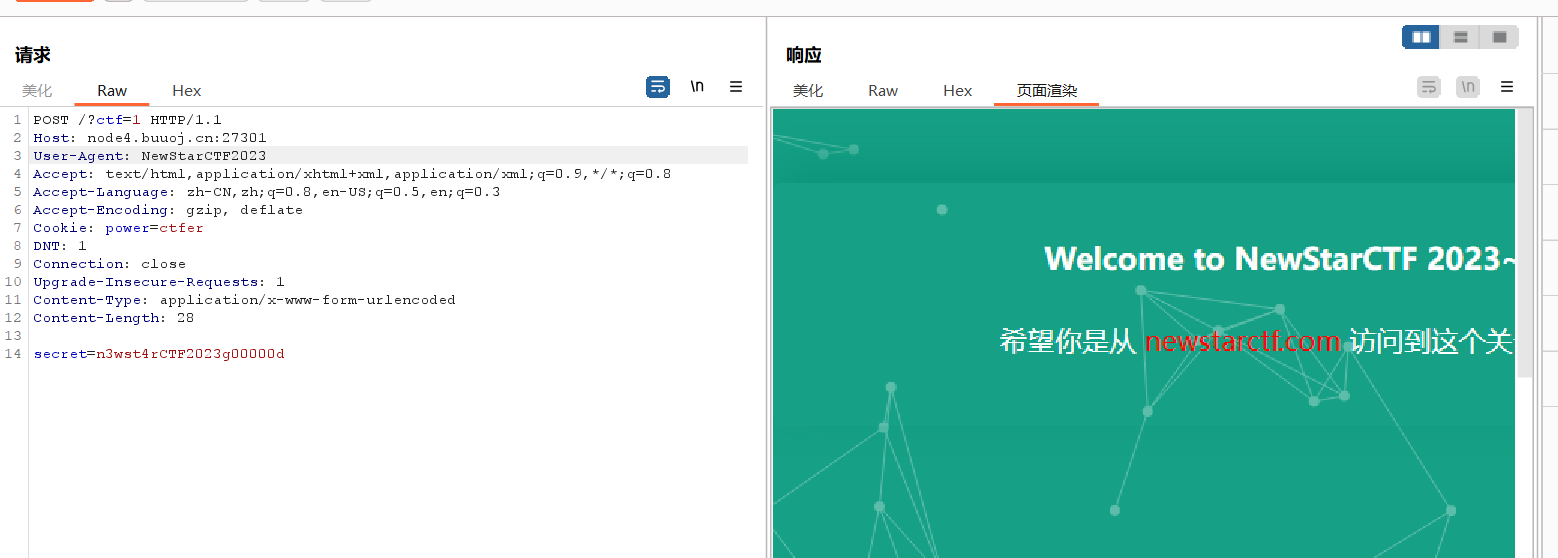 请求
美化 Raw Hex \n
1 POST /?ctf=1 HTTP/1.1
2 Host: node4.buuoj.cn:27301
3 User-Agent: NewStarCTF2023
4 Accept: text/html,application/xhtml+xml,application/xml;q=0.9,*/*;q=0.8
5 Accept-Language: zh-CN,zh;q=0.8,en-US;q=0.5,en;q=0.3
6 Accept-Encoding: gzip, deflate
7 Cookie: power=ctfer
8 DNT: 1
9 Connection: close
10 Upgrade-Insecure-Requests: 1
11 Content-Type: application/x-www-form-urlencoded
12 Content-Length: 28
13
14 secret=n3wst4rCTF2023g00000d
响应
美化 Raw Hex 页面渲染 \n
Welcome to NewStarCTF 2023~
希望你是从 newstarctf.com 访问到这个关